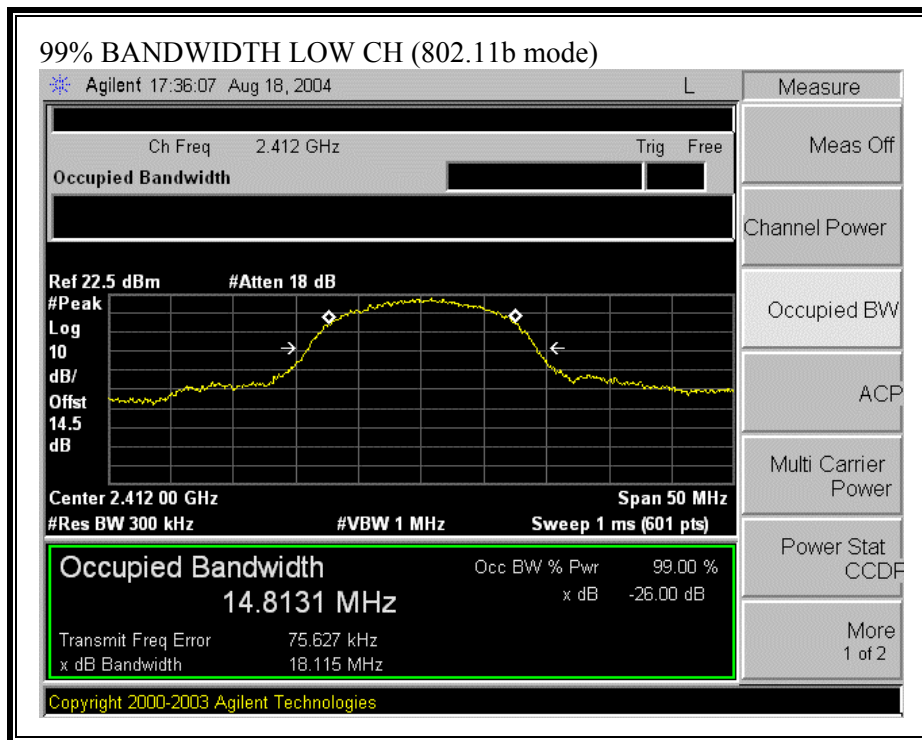 99% BANDWIDTH LOW CH (802.11b mode)
Agilent 17:36:07 Aug 18, 2004 L
Measure
Ch Freq 2.412 GHz Trig Free
Occupied Bandwidth
Meas Off
Channel Power
Occupied BW
ACP
Multi Carrier
Power
Power Stat
CCDF
More
1 of 2
Ref 22.5 dBm #Atten 18 dB
#Peak
Log
10
dB/
Offst
14.5
dB
Center 2.412 00 GHz Span 50 MHz
#Res BW 300 kHz #VBW 1 MHz Sweep 1 ms (601 pts)
Occupied Bandwidth Occ BW % Pwr 99.00 %
14.8131 MHz x dB -26.00 dB
Transmit Freq Error 75.627 kHz
x dB Bandwidth 18.115 MHz
Copyright 2000-2003 Agilent Technologies